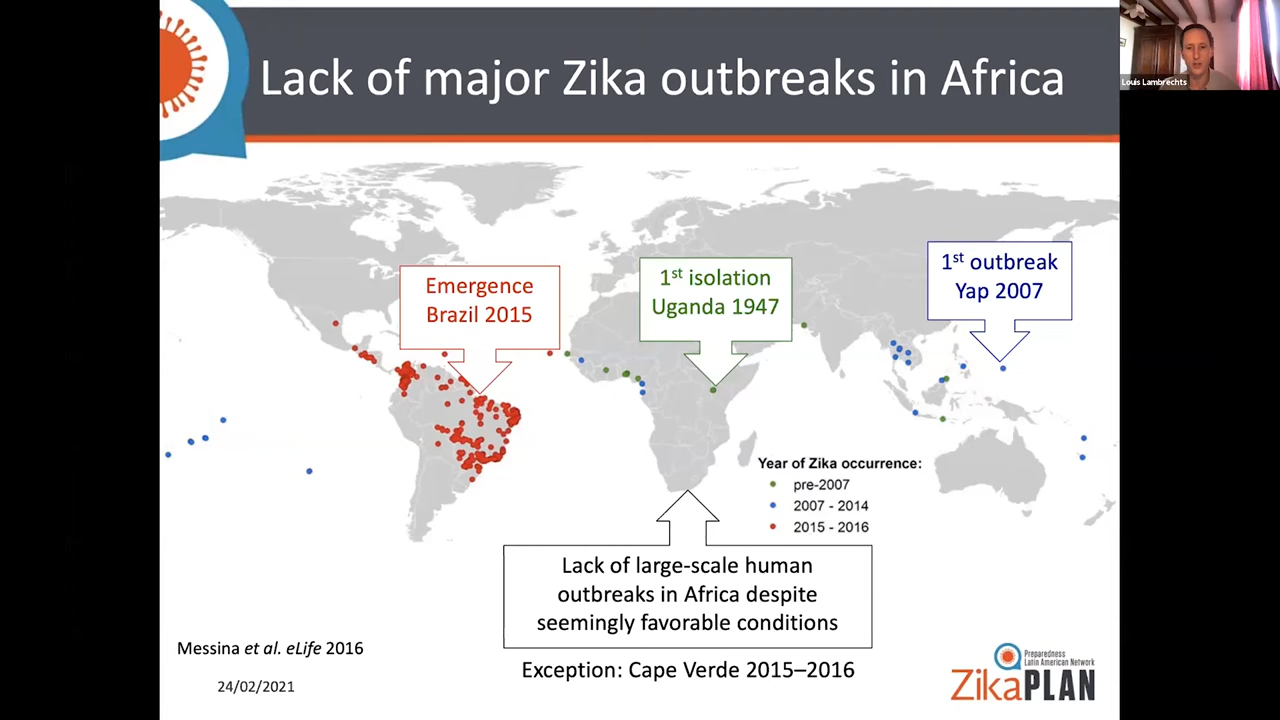 Lack of major Zika outbreaks in Africa
Louis Lambrechts
Emergence
Brazil 2015
1st isolation
Uganda 1947
1st outbreak
Yap 2007
Year of Zika occurrence:
pre-2007
2007 - 2014
2015 - 2016
Lack of large-scale human
outbreaks in Africa despite
seemingly favorable conditions
Exception: Cape Verde 2015–2016
Messina et al. eLife 2016
24/02/2021
Preparedness
Latin American Network
ZikaPLAN